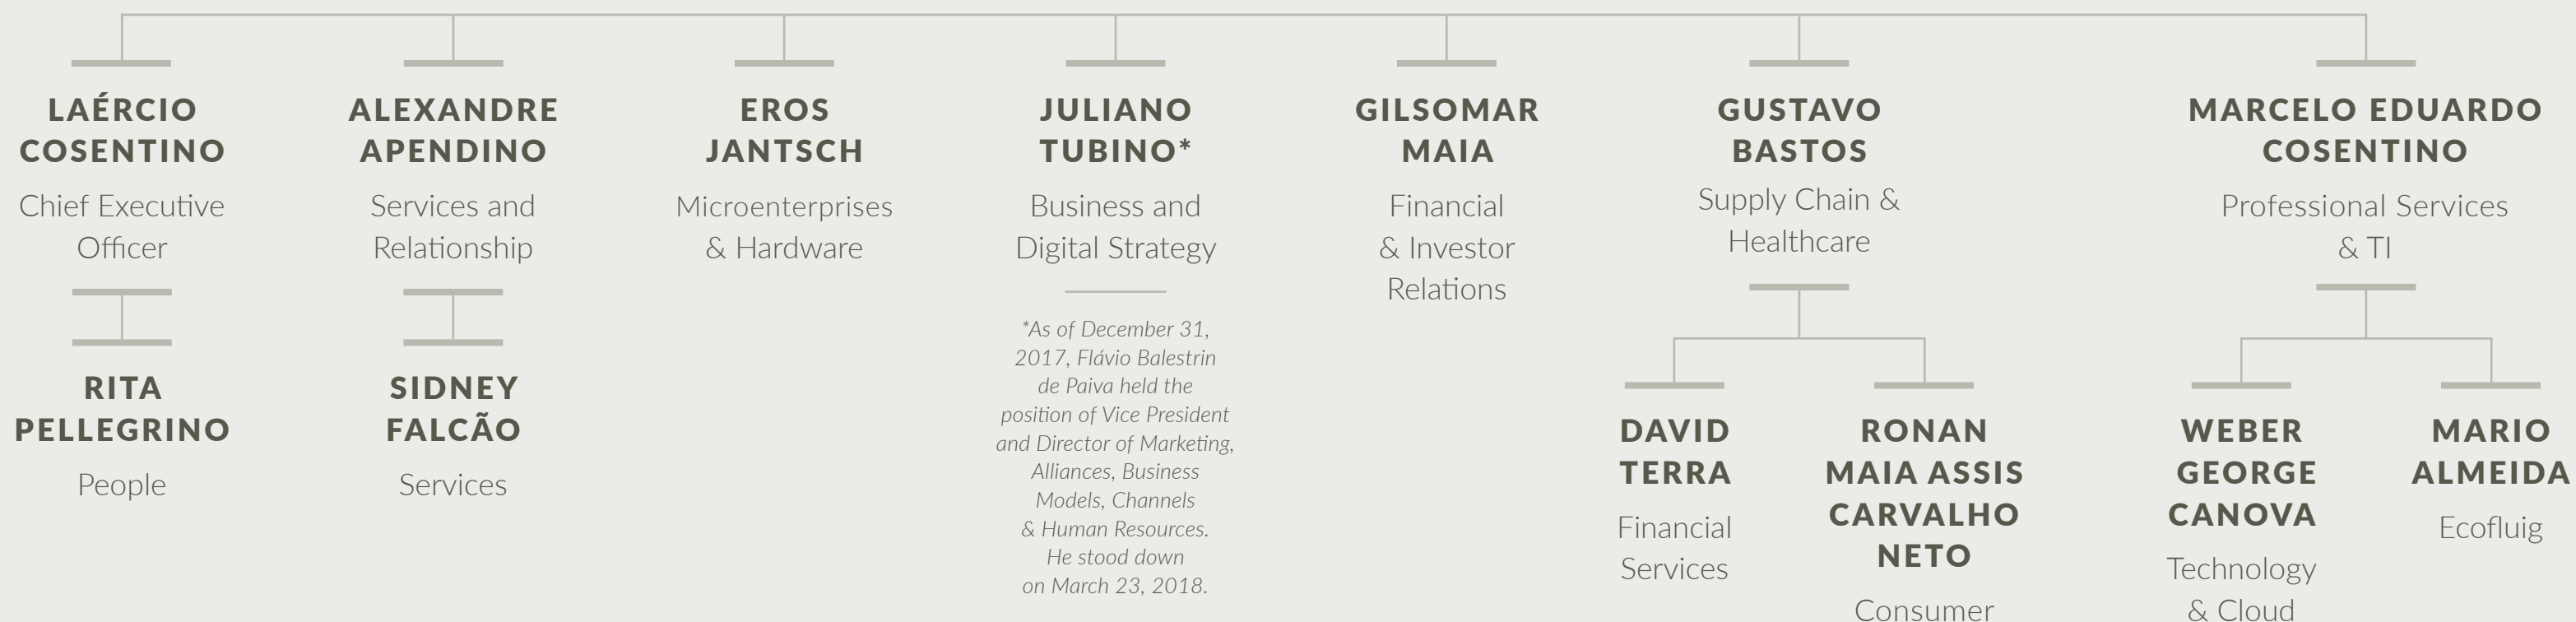 LAÉRCIO
COSENTINO
Chief Executive
Officer
RITA
PELLEGRINO
People
ALEXANDRE
APENDINO
Services and
Relationship
SIDNEY
FALCÃO
Services
EROS
JANTSCH
Microenterprises
& Hardware
JULIANO
TUBINO*
Business and
Digital Strategy
*As of December 31,
2017, Flávio Balestrin
de Paiva held the
position of Vice President
and Director of Marketing,
Alliances, Business
Models, Channels
& Human Resources.
He stood down
on March 23, 2018.
GILSOMAR
MAIA
Financial
& Investor
Relations
GUSTAVO
BASTOS
Supply Chain &
Healthcare
DAVID
TERRA
Financial
Services
RONAN
MAIA ASSIS
CARVALHO
NETO
Consumer
MARCELO EDUARDO
COSENTINO
Professional Services
& TI
WEBER
GEORGE
CANOVA
Technology
& Cloud
MARIO
ALMEIDA
Ecofluig